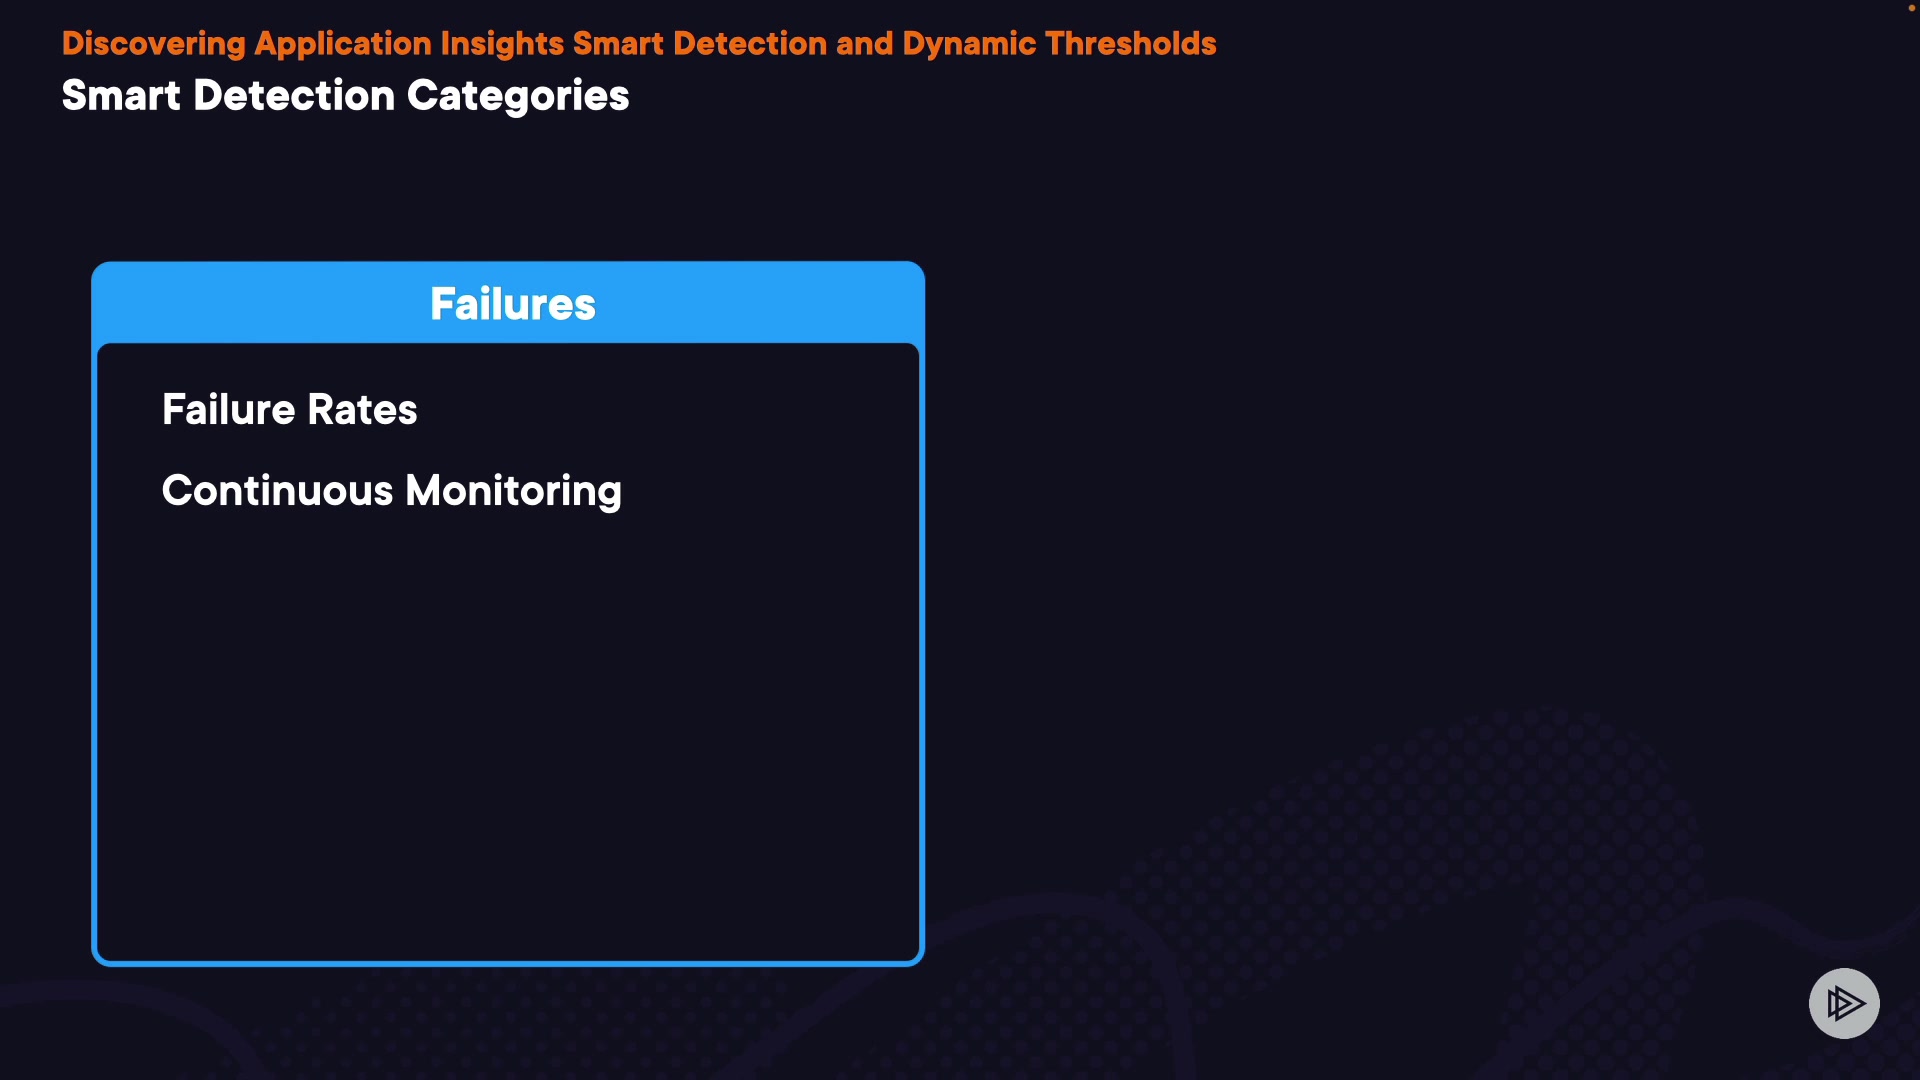 Discovering Application Insights Smart Detection and Dynamic Thresholds
Smart Detection Categories
Failures
Failure Rates
Continuous Monitoring